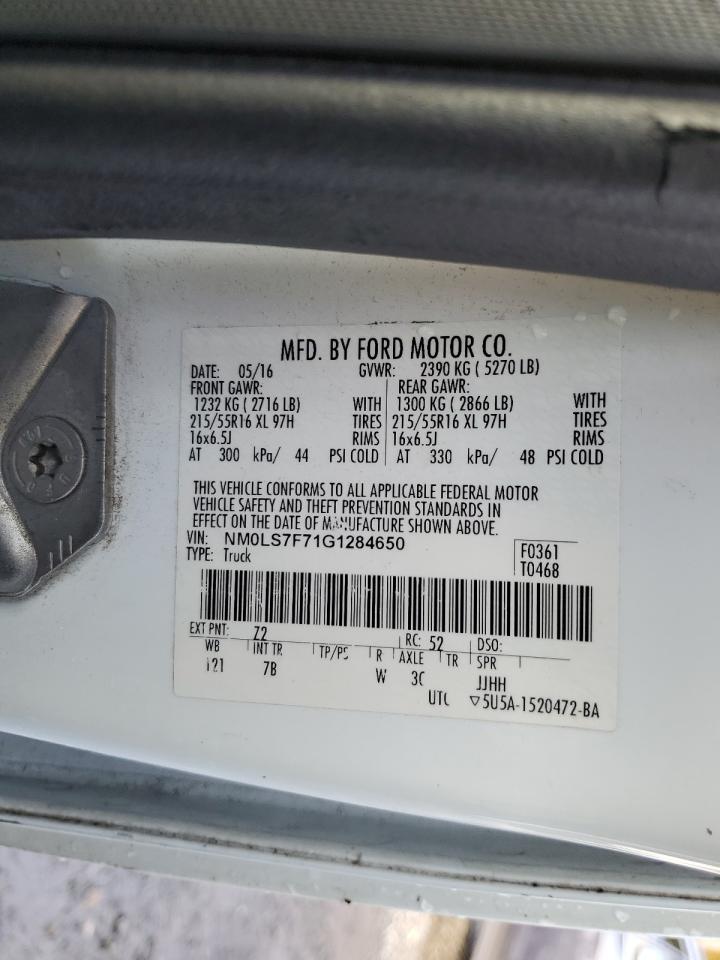 MFD. BY FORD MOTOR CO.
DATE: 05/16 GVWR: 2390 KG ( 5270 LB)
FRONT GAWR: REAR GAWR:
1232 KG ( 2716 LB) WITH 1300 KG ( 2866 LB) WITH
215/55R16 XL 97H TIRES 215/55R16 XL 97H TIRES
16x6.5J RIMS 16x6.5J RIMS
AT 300 kPa/ 44 PSI COLD AT 330 kPa/ 48 PSI COLD
THIS VEHICLE CONFORMS TO ALL APPLICABLE FEDERAL MOTOR
VEHICLE SAFETY AND THEFT PREVENTION STANDARDS IN
EFFECT ON THE DATE OF MANUFACTURE SHOWN ABOVE.
VIN: NM0LS7F71G1284650 F0361
TYPE: Truck T0468
EXT PNT: Z2 RC: 52 DSO:
WB INT TR TP/PS R AXLE TR SPR
121 7B W JJHH
UTC ▽5U5A-1520472-BA